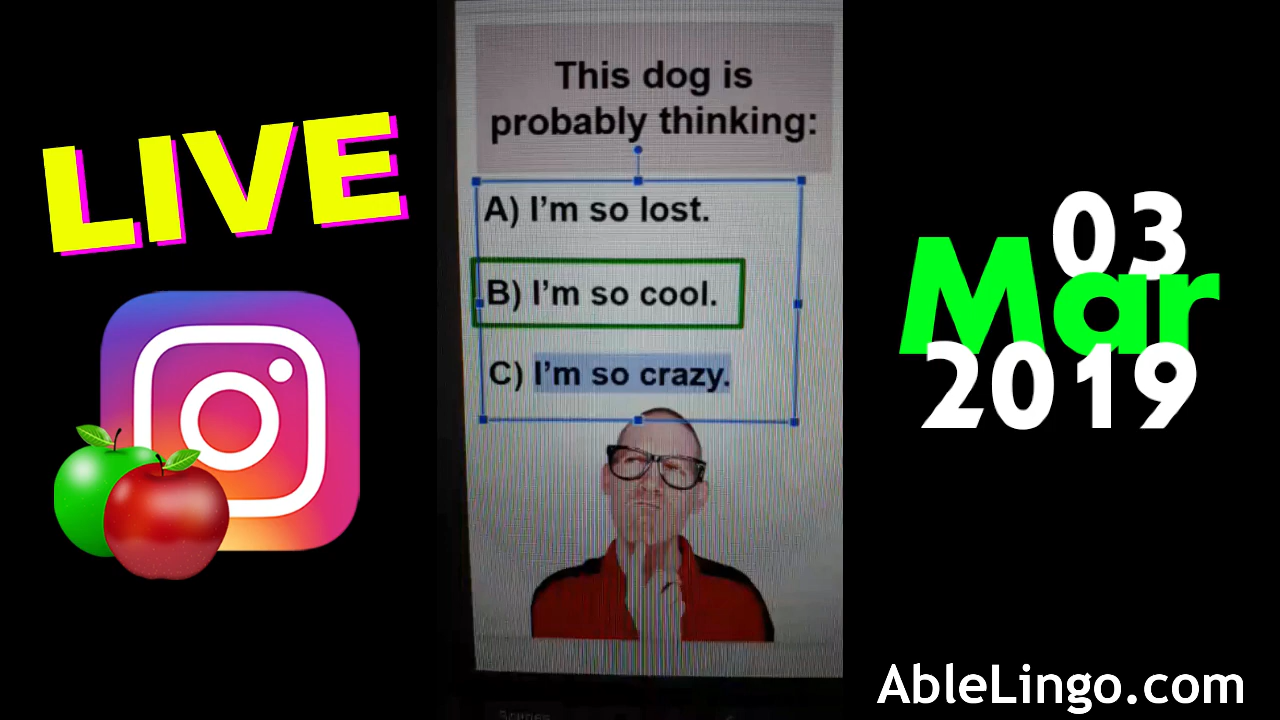 LIVE
This dog is
probably thinking:
A) I'm so lost.
B) I'm so cool.
C) I'm so crazy.
03
Mar
2019
AbleLingo.com